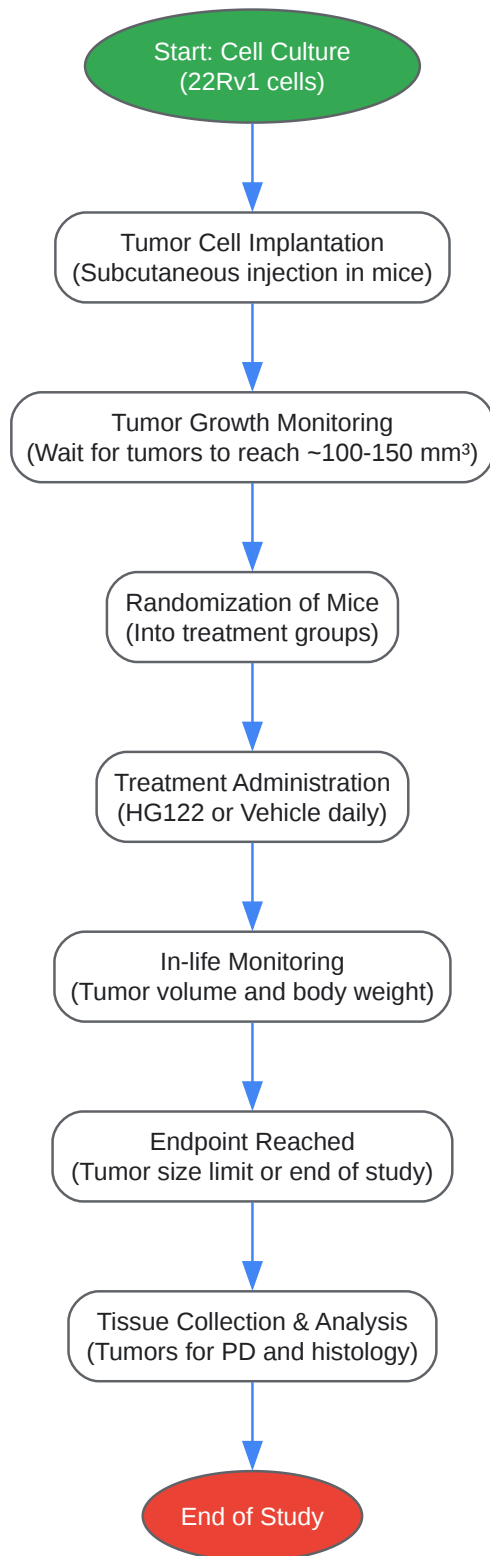 Start: Cell Culture
(22Rv1 cells)
Tumor Cell Implantation
(Subcutaneous injection in mice)
Tumor Growth Monitoring
(Wait for tumors to reach ~100-150 mm³)
Randomization of Mice
(Into treatment groups)
Treatment Administration
(HG122 or Vehicle daily)
In-life Monitoring
(Tumor volume and body weight)
Endpoint Reached
(Tumor size limit or end of study)
Tissue Collection & Analysis
(Tumors for PD and histology)
End of Study